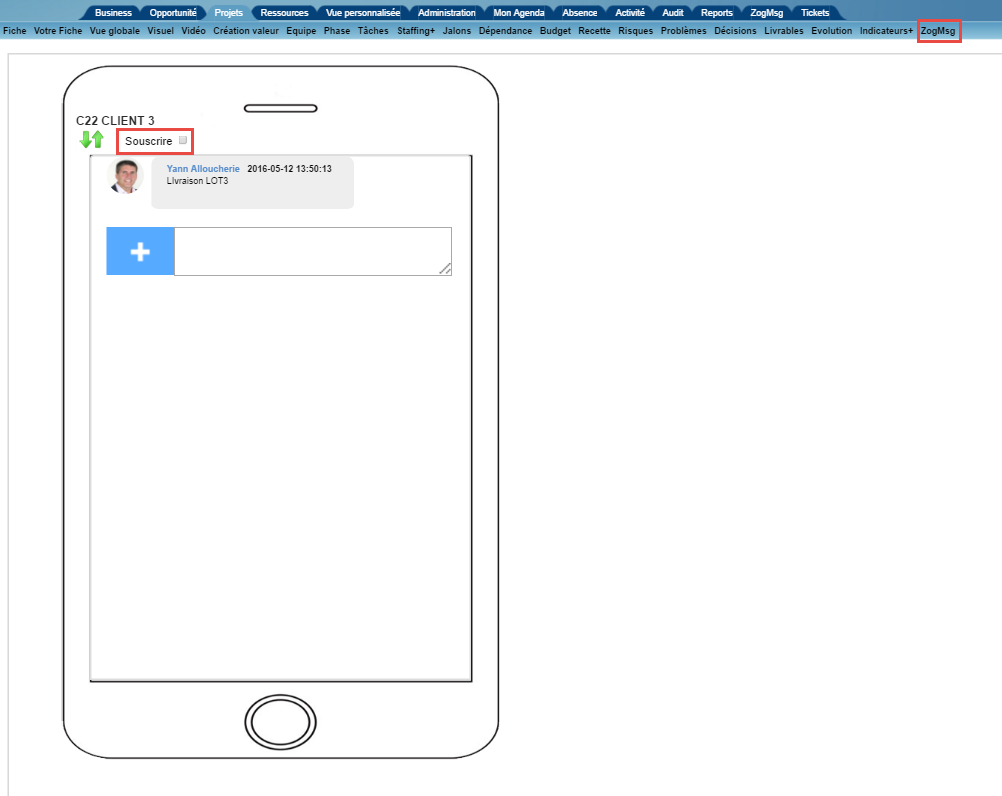 Business Opportunité Projets Ressources Vue personnalisée Administration Mon Agenda Absence Activité Audit Reports ZogMsg Tickets
Fiche Votre Fiche Vue globale Visuel Vidéo Création valeur Equipe Phase Tâches Staffing+ Jalons Dépendance Budget Recette Risques Problèmes Décisions Livrables Evolution Indicateurs+ ZogMsg
C22 CLIENT 3
Souscrire
Yann Alloucherie 2016-05-12 13:50:13
LIvraison LOT3